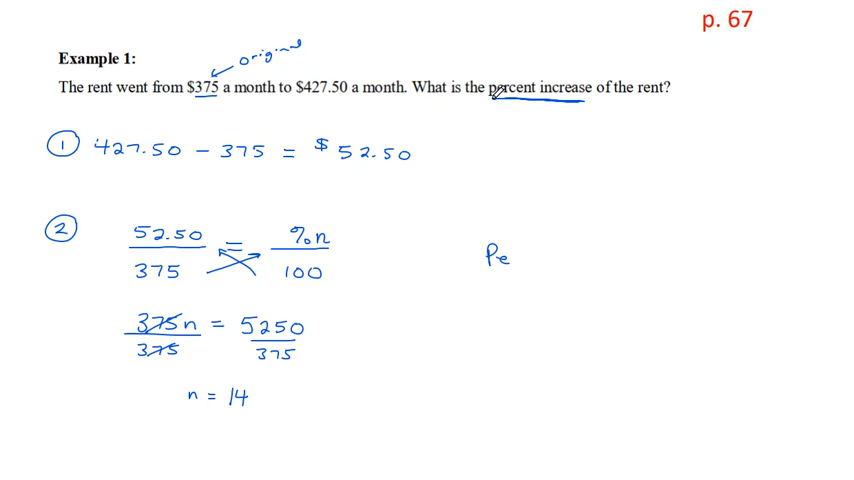 p. 67
Example 1:
original
The rent went from $375 a month to $427.50 a month. What is the percent increase of the rent?
1 427.50 - 375 = $52.50
2 52.50 = %n
375 100
375n = 5250
375 375
n = 14
Pe